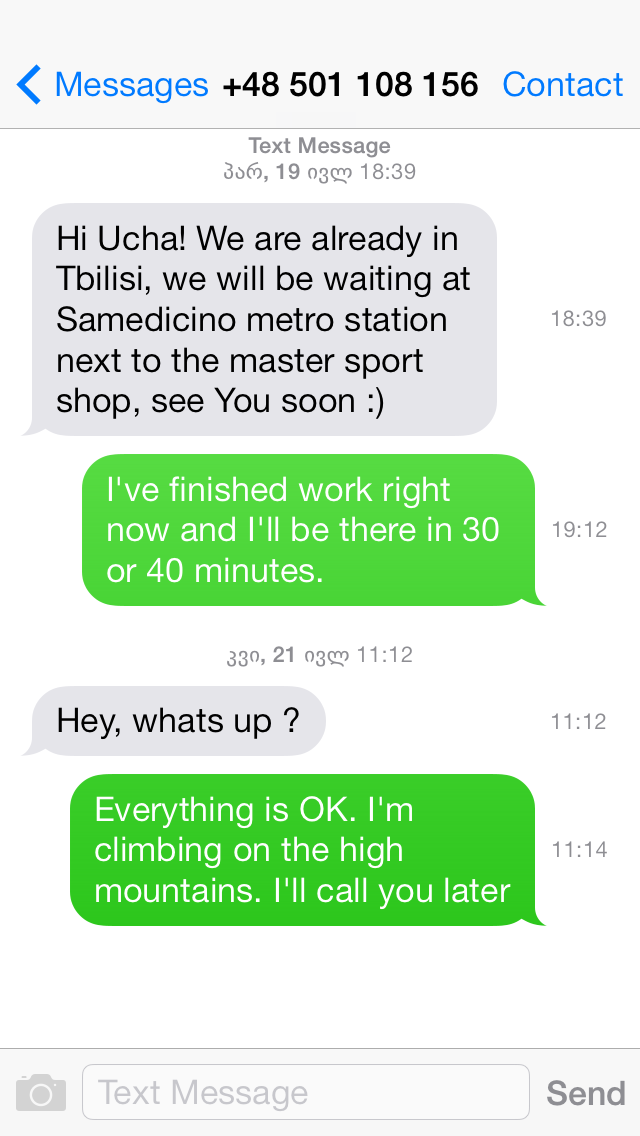 Messages +48 501 108 156 Contact
Text Message
პარ, 19 ივლ 18:39
Hi Ucha! We are already in
Tbilisi, we will be waiting at
Samedicino metro station
next to the master sport
shop, see You soon :)
18:39
I've finished work right
now and I'll be there in 30
or 40 minutes.
19:12
კვი, 21 ივლ 11:12
Hey, whats up ?
11:12
Everything is OK. I'm
climbing on the high
mountains. I'll call you later
11:14
Text Message
Send